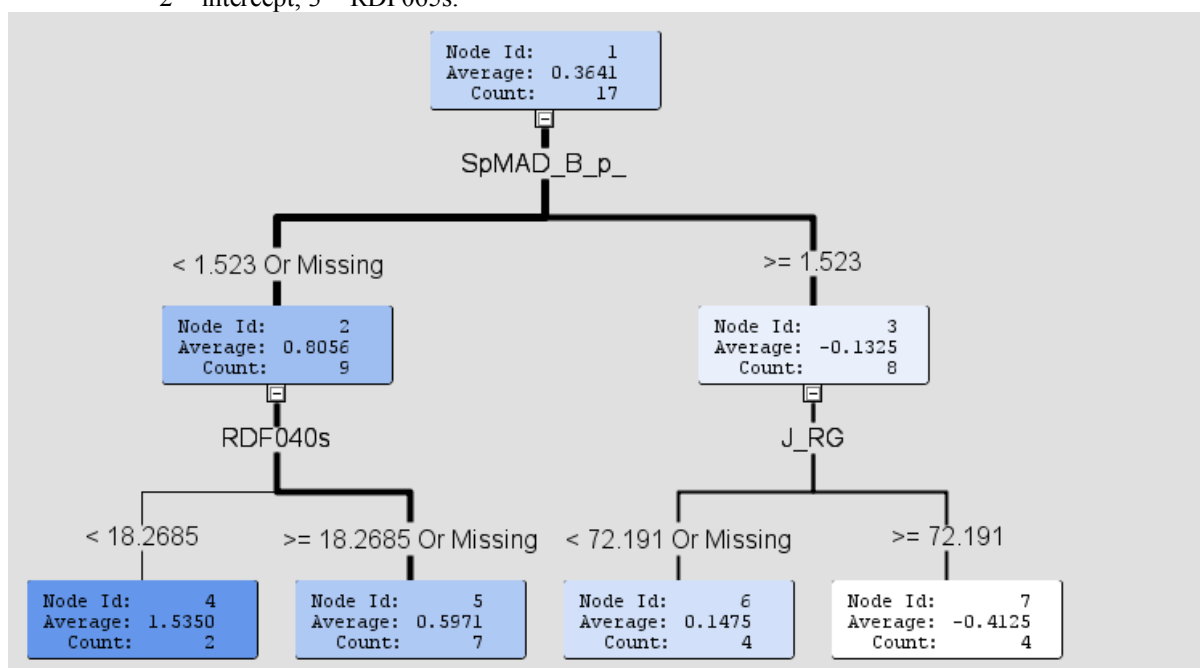 2 – intercept; 3 – RDF065s.
Node Id: 1
Average: 0.3641
Count: 17
SpMAD_B_p_
< 1.523 Or Missing
>= 1.523
Node Id: 2
Average: 0.8056
Count: 9
Node Id: 3
Average: -0.1325
Count: 8
RDF040s
J_RG
< 18.2685
>= 18.2685 Or Missing
< 72.191 Or Missing
>= 72.191
Node Id: 4
Average: 1.5350
Count: 2
Node Id: 5
Average: 0.5971
Count: 7
Node Id: 6
Average: 0.1475
Count: 4
Node Id: 7
Average: -0.4125
Count: 4